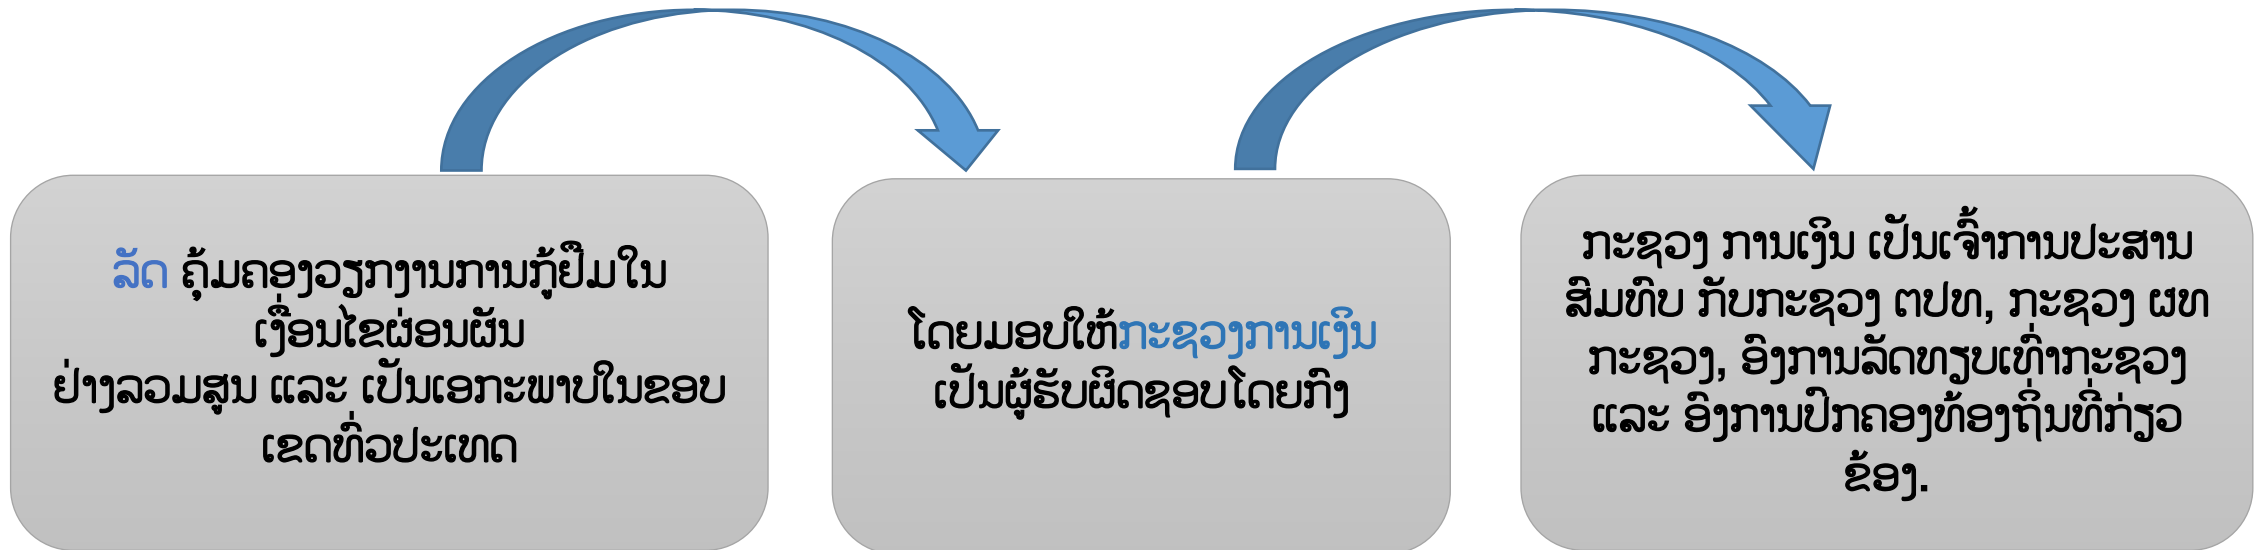 ລັດ ຄຸ້ມຄອງວຽກງານການກູ້ຢືມໃນ
ເງື່ອນໄຂຜ່ອນຜັນ
ຢ່າງລວມສູນ ແລະ ເປັນເອກະພາບໃນຂອບ
ເຂດທົ່ວປະເທດ
ໂດຍມອບໃຫ້ກະຊວງການເງິນ
ເປັນຜູ້ຮັບຜິດຊອບໂດຍກົງ
ກະຊວງ ການເງິນ ເປັນເຈົ້າການປະສານ
ສົມທົບ ກັບກະຊວງ ຕປທ, ກະຊວງ ຜທ
ກະຊວງ, ອົງການລັດທຽບເທົ່າກະຊວງ
ແລະ ອົງການປົກຄອງທ້ອງຖິ່ນທີ່ກ່ຽວ
ຂ້ອງ.